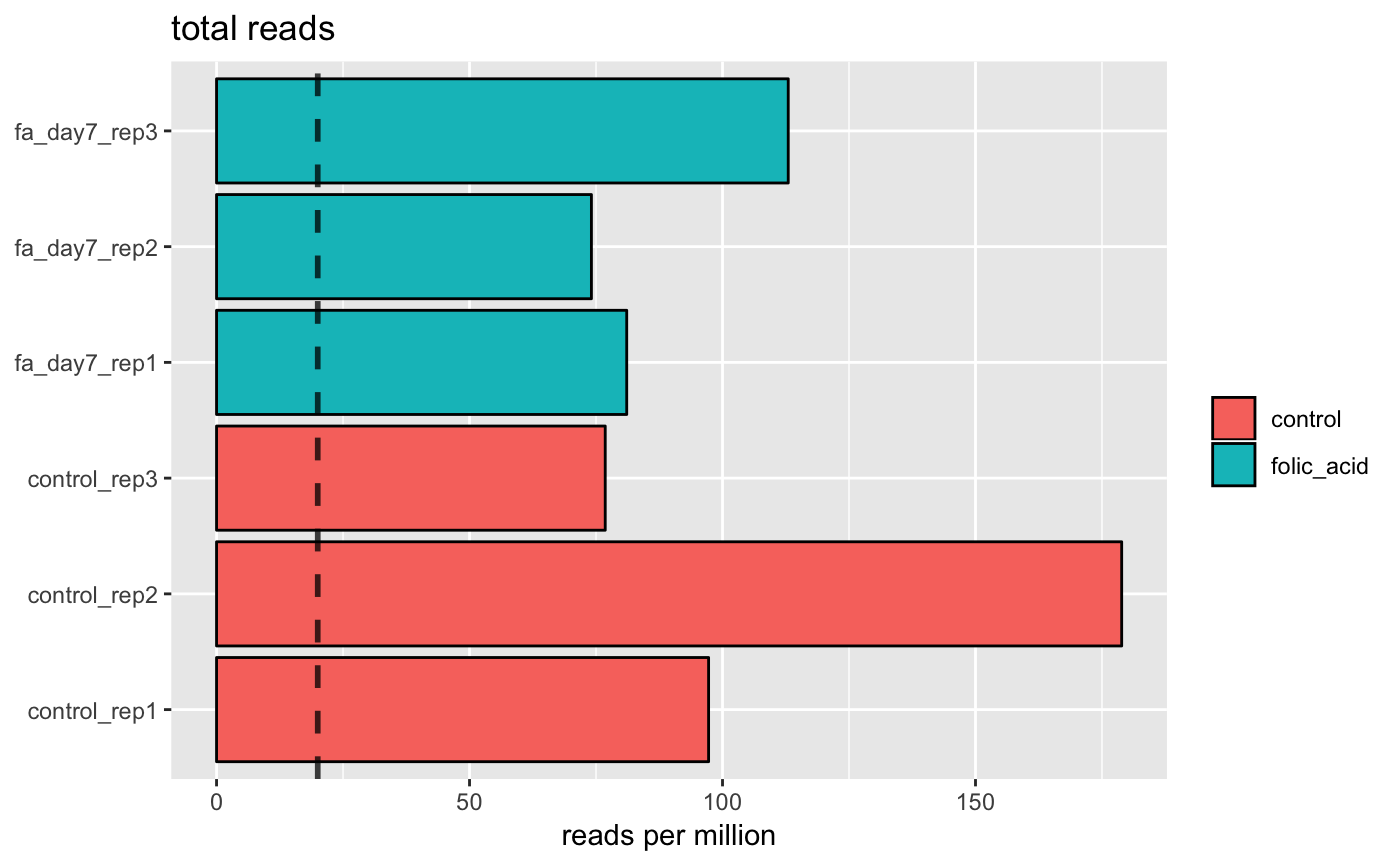 total reads
fa_day7_rep3
fa_day7_rep2
fa_day7_rep1
control_rep3
control_rep2
control_rep1
0 50 100 150
reads per million
control
folic_acid